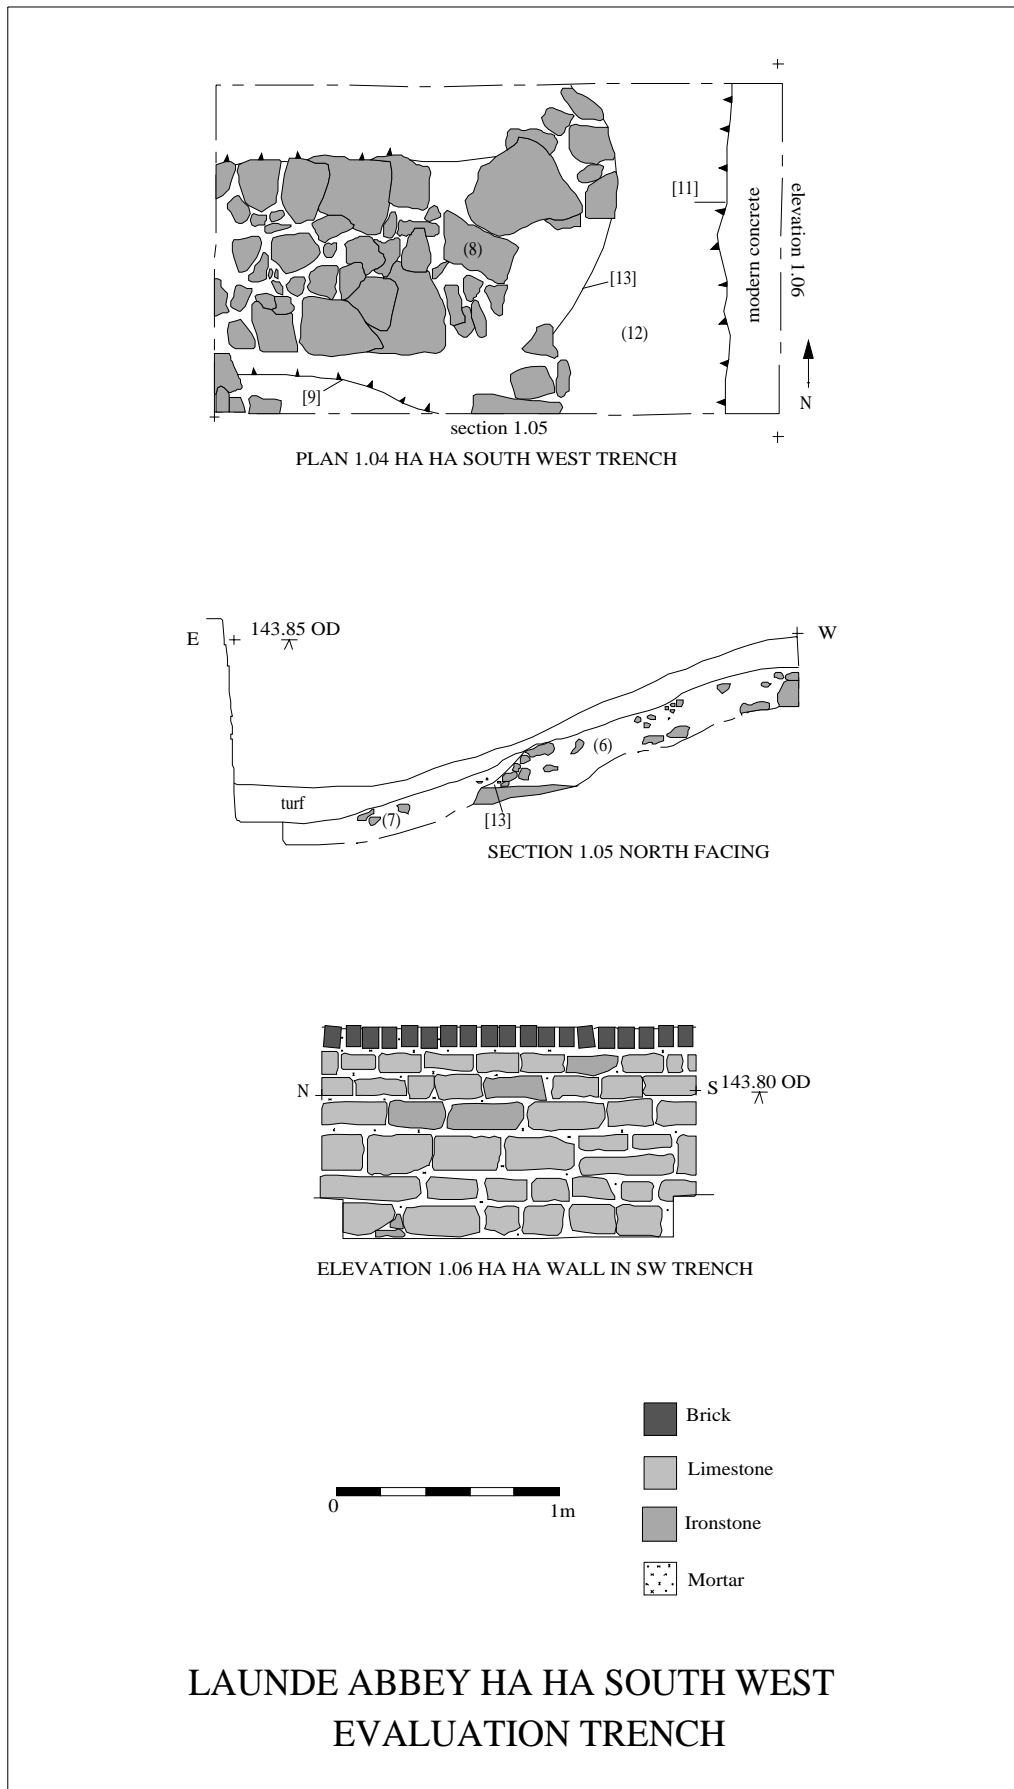 [11]
elevation 1.06
modern concrete
(8)
[13]
(12)
[9]
N
section 1.05
PLAN 1.04 HA HA SOUTH WEST TRENCH
E
143.85 OD
W
(6)
turf
(7)
[13]
SECTION 1.05 NORTH FACING
N
S 143.80 OD
ELEVATION 1.06 HA HA WALL IN SW TRENCH
Brick
Limestone
0
1m
Ironstone
Mortar
LAUNDE ABBEY HA HA SOUTH WEST
EVALUATION TRENCH